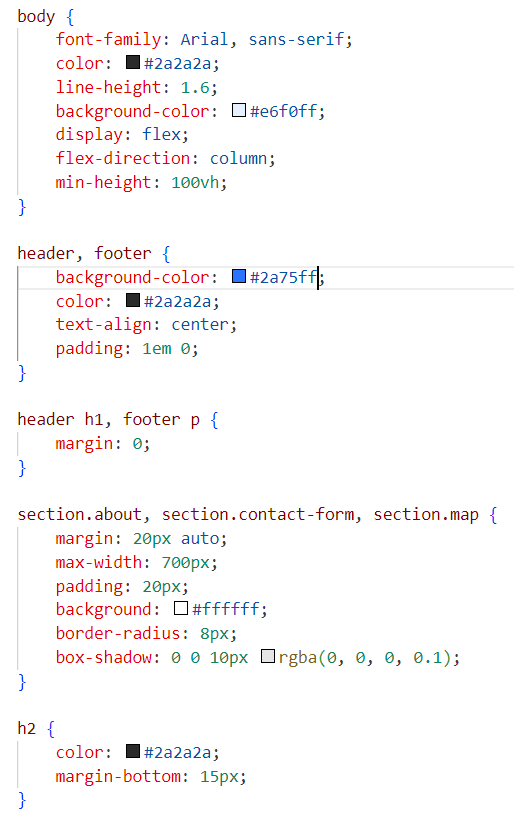 body {
font-family: Arial, sans-serif;
color: #2a2a2a;
line-height: 1.6;
background-color: #e6f0ff;
display: flex;
flex-direction: column;
min-height: 100vh;
}
header, footer {
background-color: #2a75ff;
color: #2a2a2a;
text-align: center;
padding: 1em 0;
}
header h1, footer p {
margin: 0;
}
section.about, section.contact-form, section.map {
margin: 20px auto;
max-width: 700px;
padding: 20px;
background: #ffffff;
border-radius: 8px;
box-shadow: 0 0 10px rgba(0, 0, 0, 0.1);
}
h2 {
color: #2a2a2a;
margin-bottom: 15px;
}